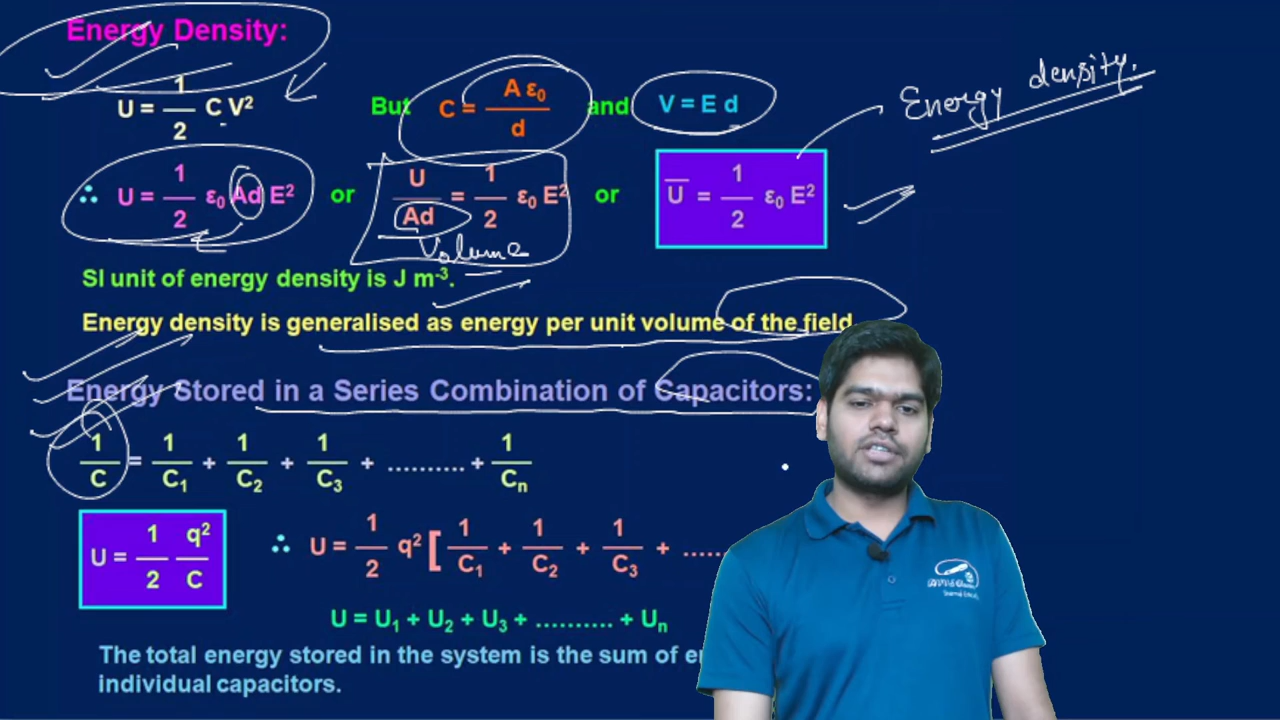 Energy Density:
U = 1/2 C V² But C = A ε₀/d and V = E d
Energy density.
∴ U = 1/2 ε₀ Ad E² or U/Ad = 1/2 ε₀ E² or U̅ = 1/2 ε₀ E²
Volume
SI unit of energy density is J m⁻³.
Energy density is generalised as energy per unit volume of the field.
Energy Stored in a Series Combination of Capacitors:
1/C = 1/C₁ + 1/C₂ + 1/C₃ + ………. + 1/Cₙ
U = 1/2 q²/C ∴ U = 1/2 q² [ 1/C₁ + 1/C₂ + 1/C₃ + ……
U = U₁ + U₂ + U₃ + ………. + Uₙ
The total energy stored in the system is the sum of
individual capacitors.